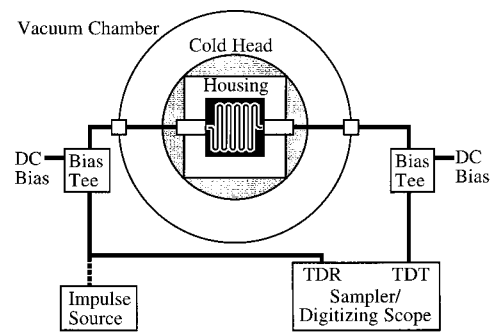 Vacuum Chamber
Cold Head
Housing
DC
Bias
Bias
Tee
Bias
Tee
DC
Bias
Impulse
Source
TDR TDT
Sampler/
Digitizing Scope